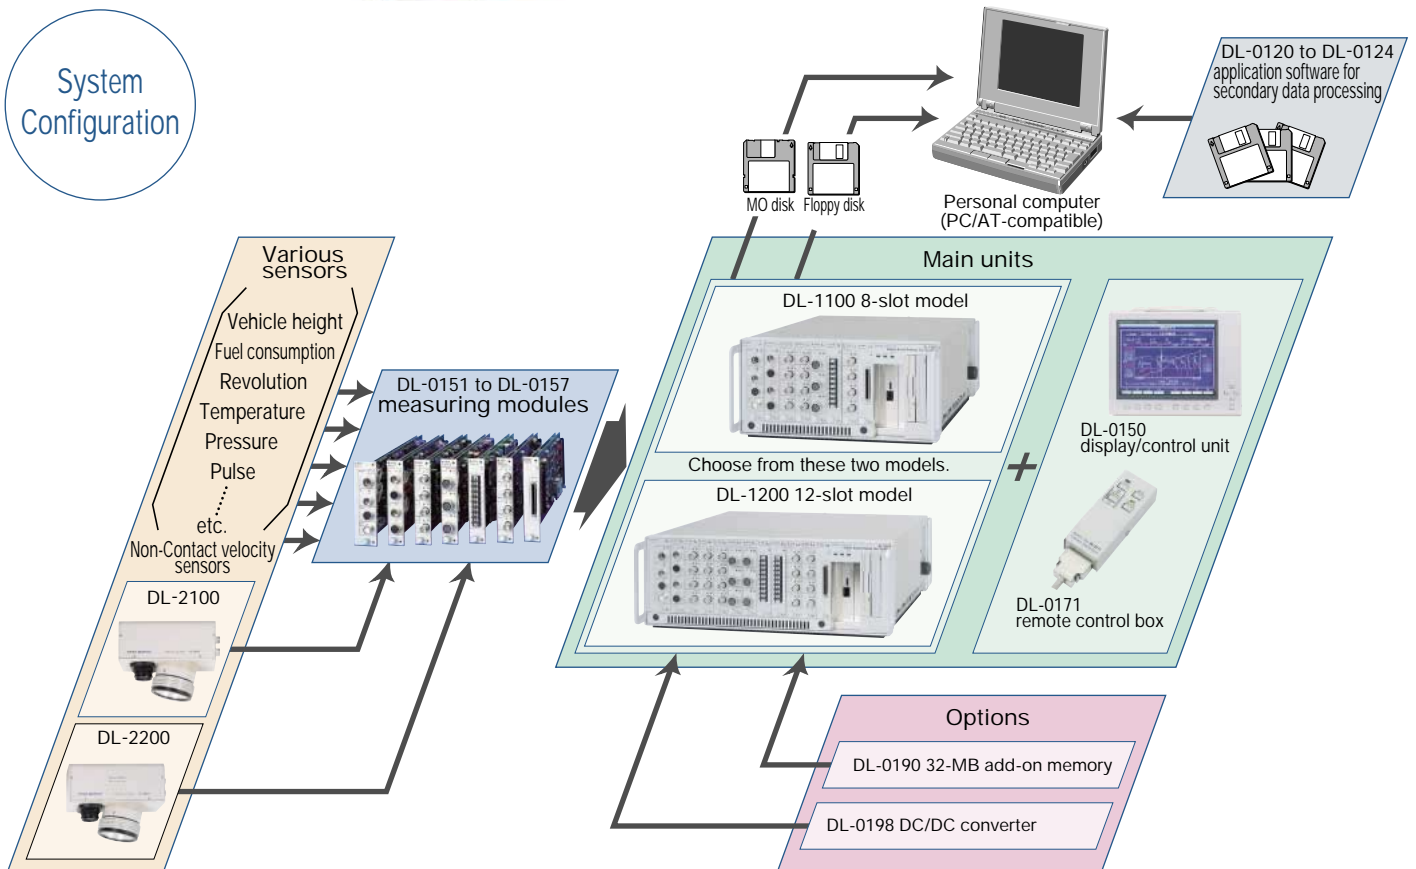 System
Configuration
DL-0120 to DL-0124
application software for
secondary data processing
MO disk
Floppy disk
Personal computer
(PC/AT-compatible)
Various
sensors
Vehicle height
Fuel consumption
Revolution
Temperature
Pressure
Pulse
etc.
Non-Contact velocity
sensors
DL-2100
DL-2200
DL-0151 to DL-0157
measuring modules
Main units
DL-1100 8-slot model
Choose from these two models.
DL-1200 12-slot model
+
DL-0150
display/control unit
DL-0171
remote control box
Options
DL-0190 32-MB add-on memory
DL-0198 DC/DC converter